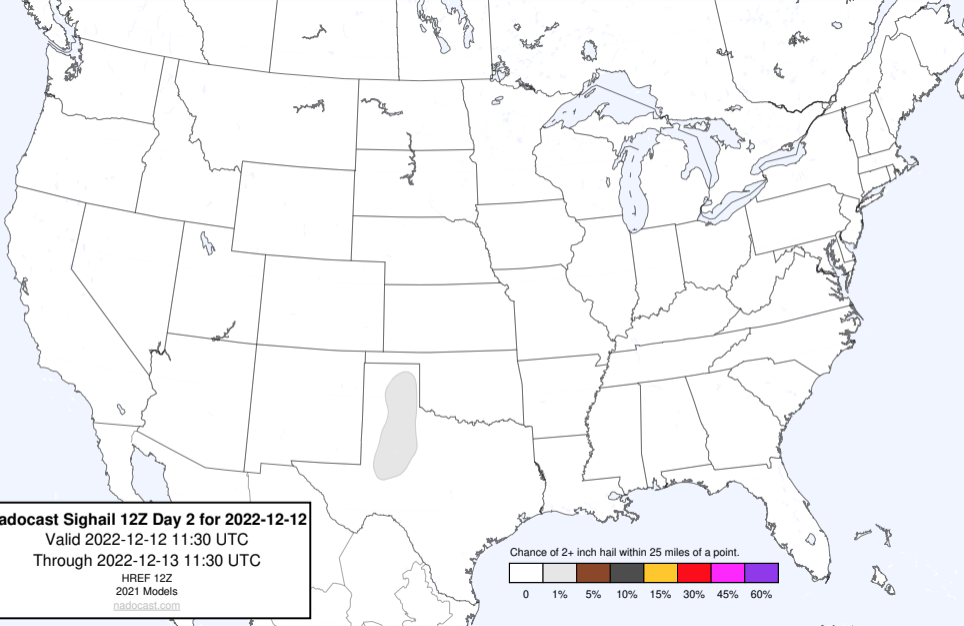 adocast Sighail 12Z Day 2 for 2022-12-12
Valid 2022-12-12 11:30 UTC
Through 2022-12-13 11:30 UTC
HREF 12Z
2021 Models
nadocast.com
Chance of 2+ inch hail within 25 miles of a point.
0 1% 5% 10% 15% 30% 45% 60%